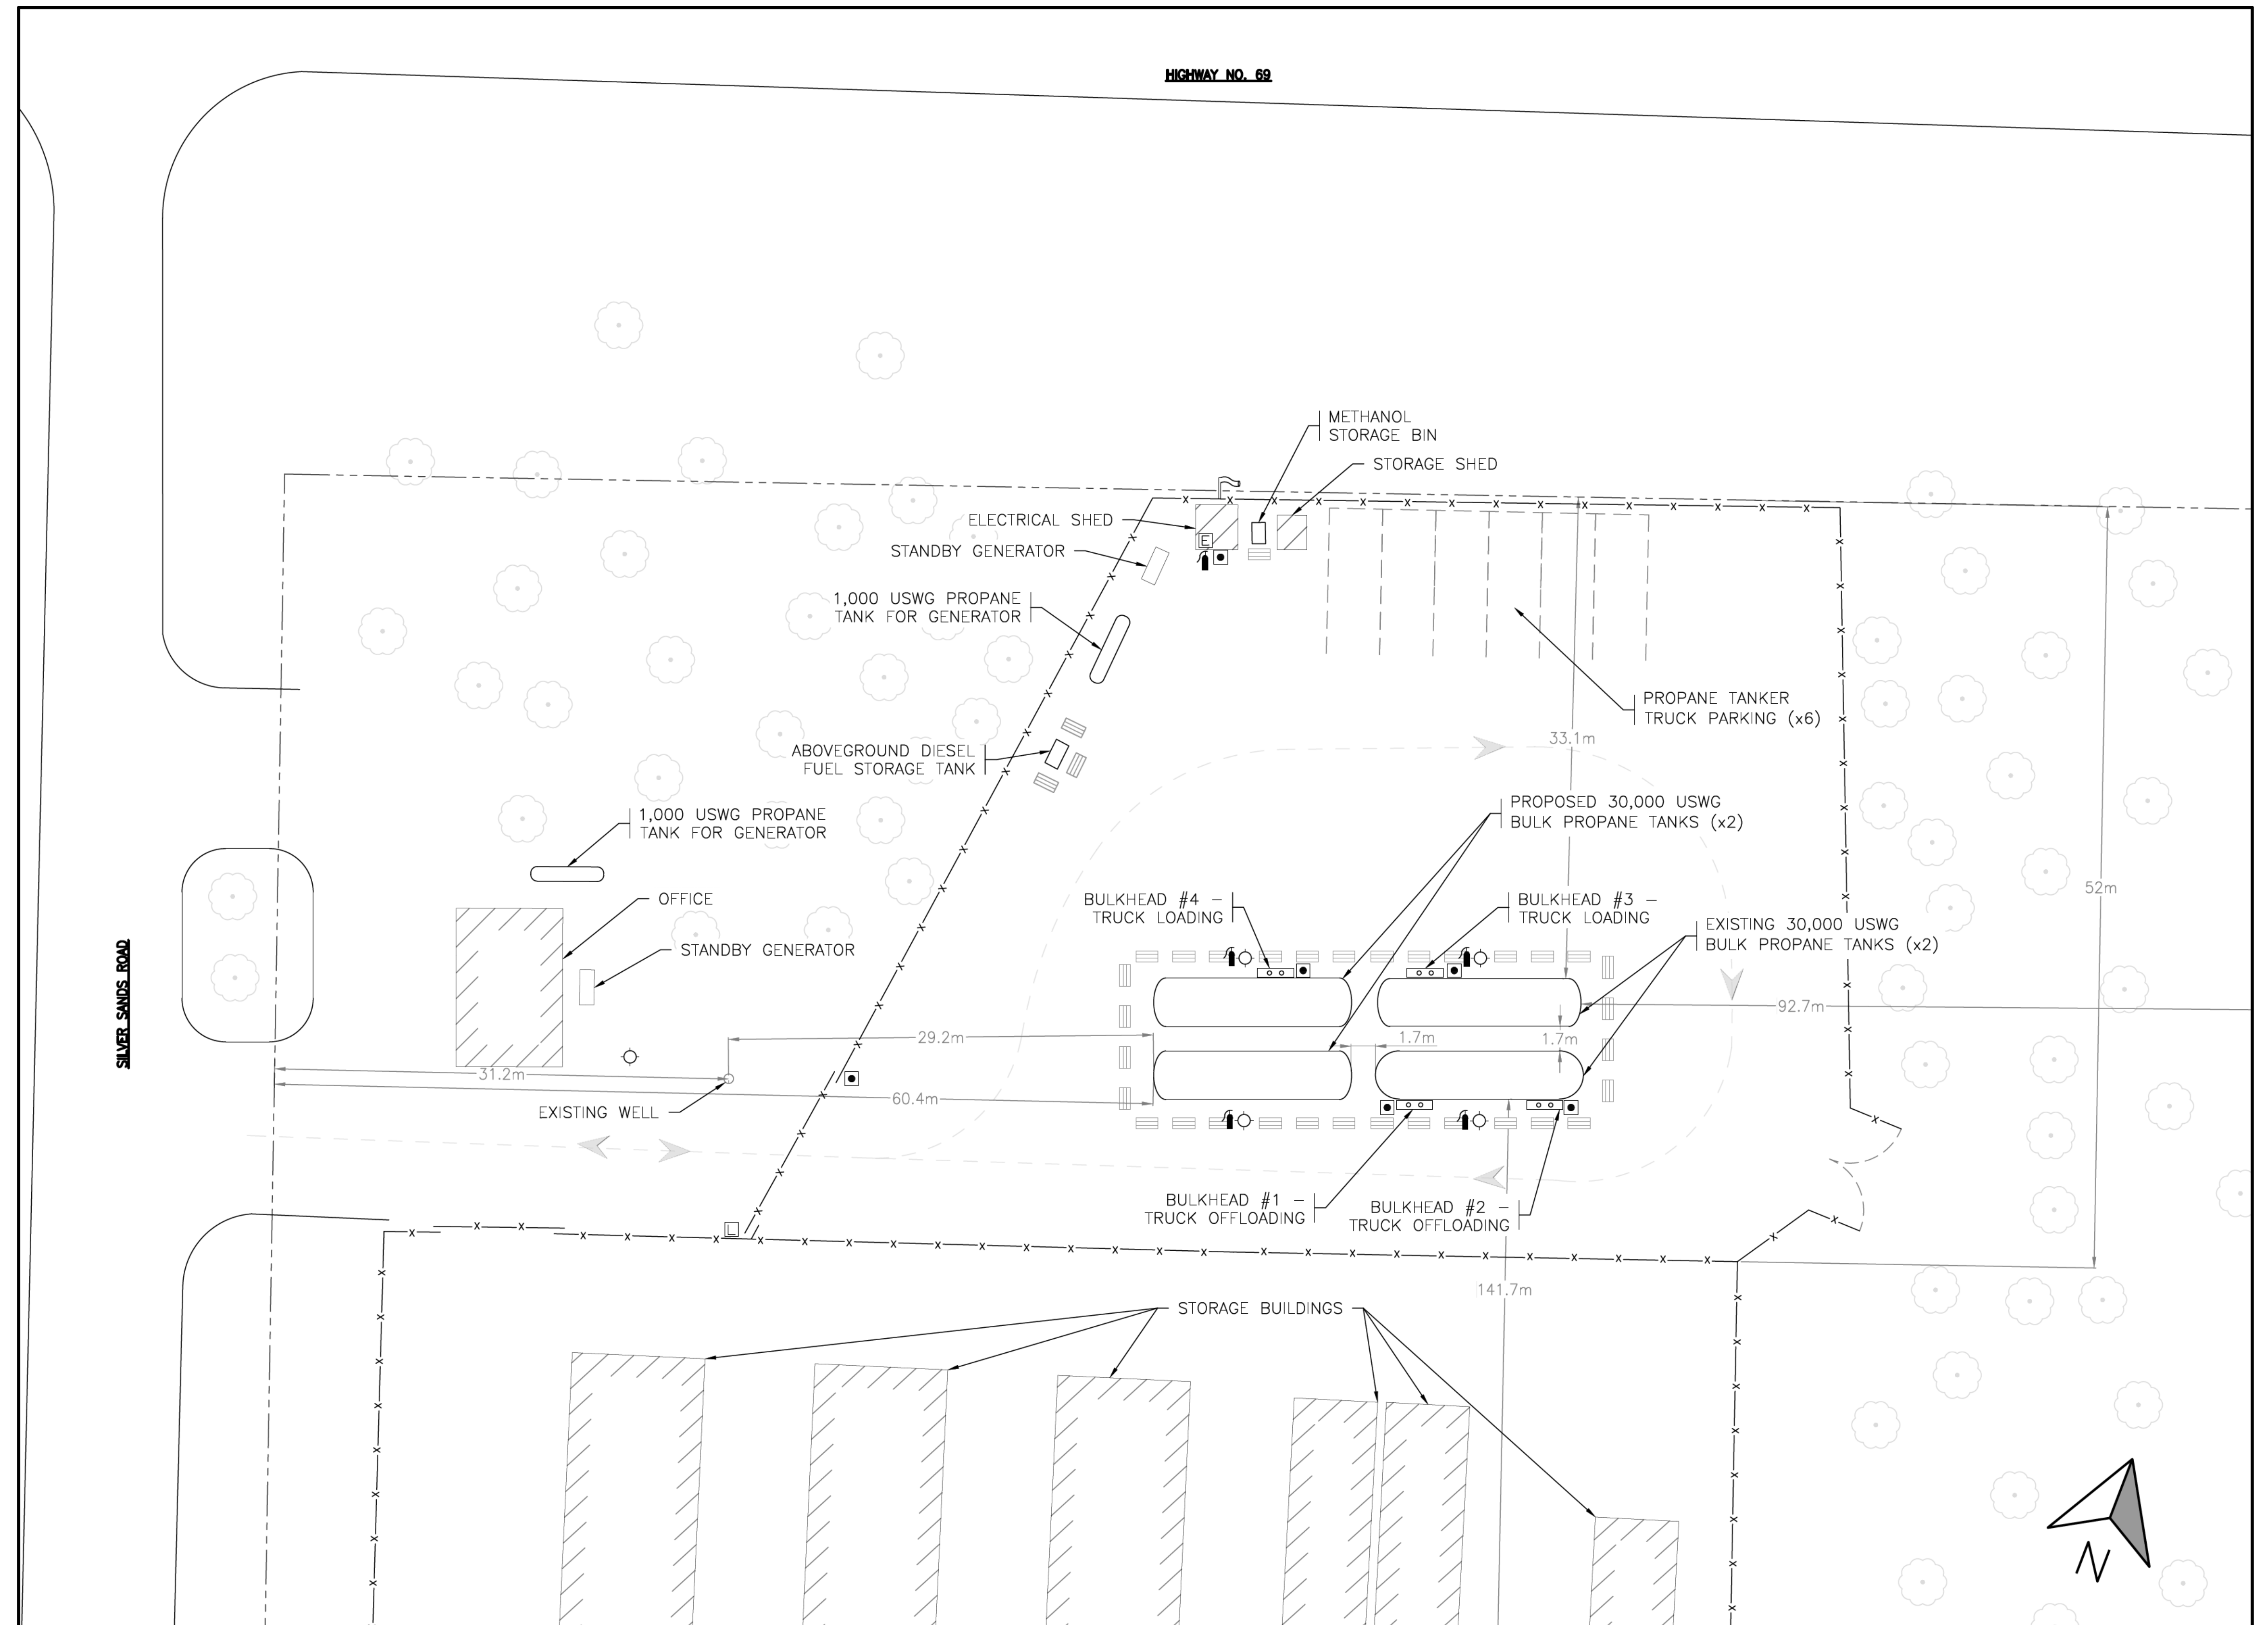 HIGHWAY NO. 69
METHANOL
STORAGE BIN
STORAGE SHED
ELECTRICAL SHED
E
STANDBY GENERATOR
1,000 USWG PROPANE
TANK FOR GENERATOR
PROPANE TANKER
TRUCK PARKING (x6)
33.1m
ABOVEGROUND DIESEL
FUEL STORAGE TANK
1,000 USWG PROPANE
TANK FOR GENERATOR
PROPOSED 30,000 USWG
BULK PROPANE TANKS (x2)
52m
OFFICE
BULKHEAD #4 –
TRUCK LOADING
BULKHEAD #3 –
TRUCK LOADING
EXISTING 30,000 USWG
BULK PROPANE TANKS (x2)
STANDBY GENERATOR
SILVER SANDS ROAD
92.7m
29.2m
1.7m
1.7m
31.2m
60.4m
EXISTING WELL
BULKHEAD #1 –
TRUCK OFFLOADING
BULKHEAD #2 –
TRUCK OFFLOADING
L
141.7m
STORAGE BUILDINGS
N